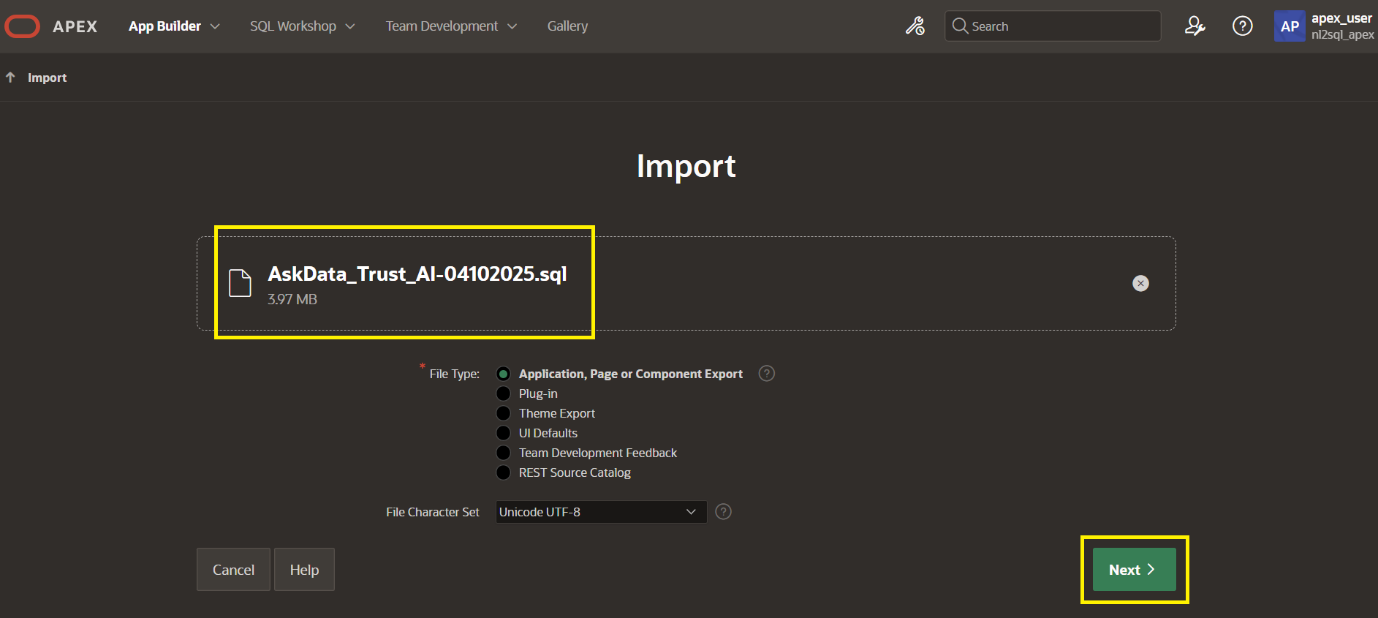 APEX App Builder SQL Workshop Team Development Gallery Search AP apex_user
nl2sql_apex
Import
Import
AskData_Trust_AI-04102025.sql
3.97 MB
* File Type: Application, Page or Component Export ?
Plug-in
Theme Export
UI Defaults
Team Development Feedback
REST Source Catalog
File Character Set Unicode UTF-8 ?
Cancel Help Next